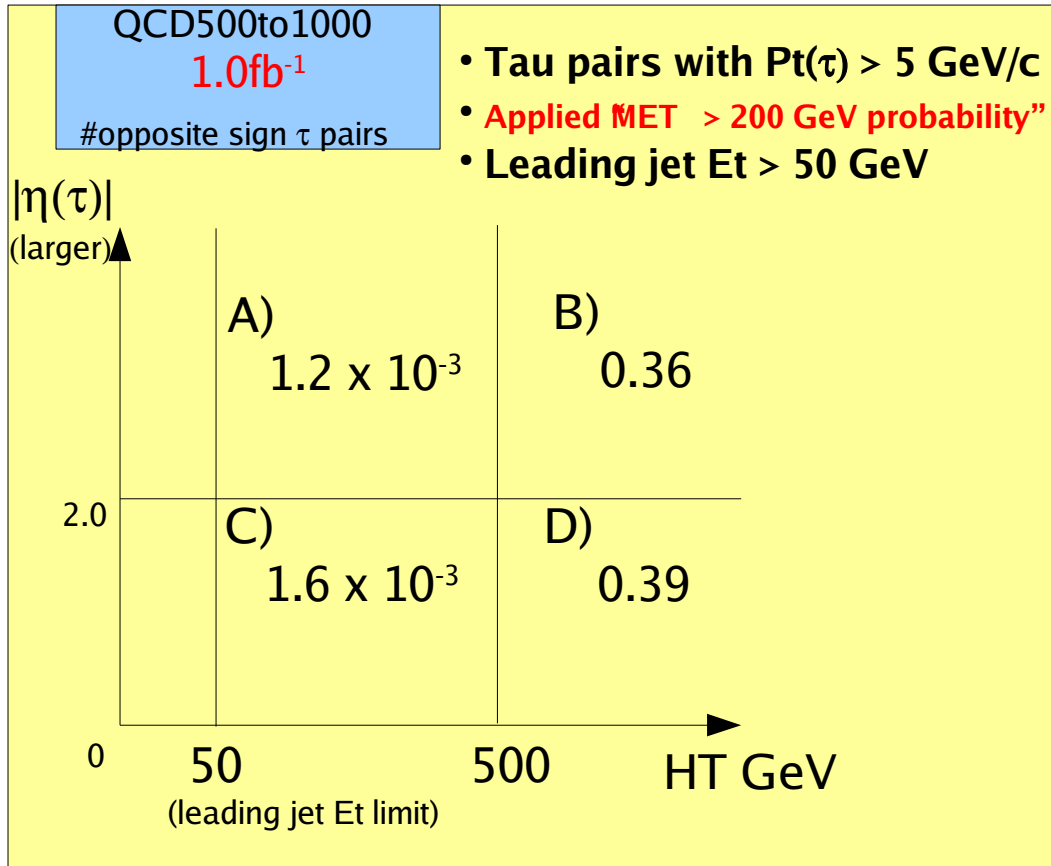 QCD500to1000
1.0fb⁻¹
#opposite sign τ pairs
• Tau pairs with Pt(τ) > 5 GeV/c
• Applied “MET > 200 GeV probability”
• Leading jet Et > 50 GeV
|η(τ)|
(larger)
A)
B)
1.2 x 10⁻³
0.36
2.0
C)
D)
1.6 x 10⁻³
0.39
0
50
500
HT GeV
(leading jet Et limit)